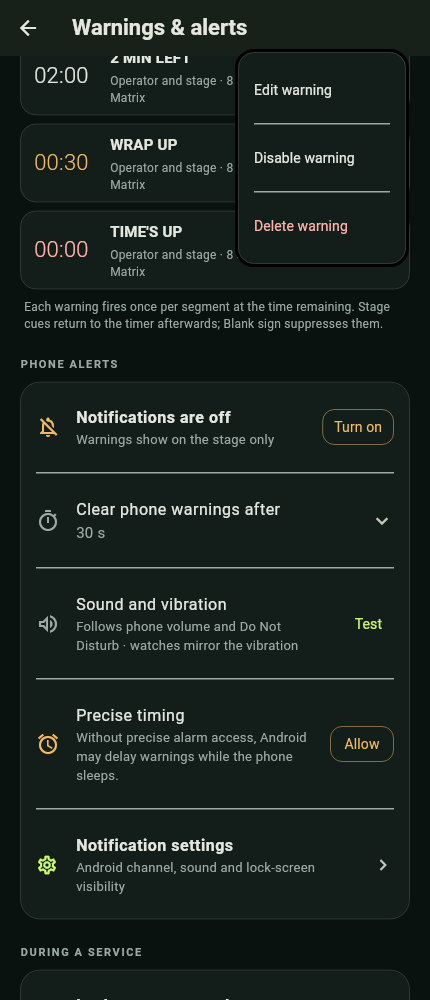 Warnings & alerts
02:00
2 MIN LEFT
Operator and stage · 8
Matrix
00:30
WRAP UP
Operator and stage · 8
Matrix
00:00
TIME'S UP
Operator and stage · 8
Matrix
Edit warning
Disable warning
Delete warning
Each warning fires once per segment at the time remaining. Stage
cues return to the timer afterwards; Blank sign suppresses them.
PHONE ALERTS
Notifications are off
Warnings show on the stage only
Turn on
Clear phone warnings after
30 s
Sound and vibration
Follows phone volume and Do Not
Disturb · watches mirror the vibration
Test
Precise timing
Without precise alarm access, Android
may delay warnings while the phone
sleeps.
Allow
Notification settings
Android channel, sound and lock-screen
visibility
DURING A SERVICE